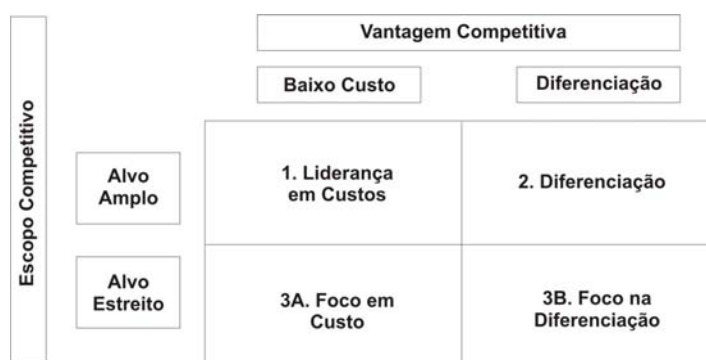 Vantagem Competitiva
Baixo Custo
Diferenciação
Escopo Competitivo
Alvo
Amplo
1. Liderança
em Custos
2. Diferenciação
Alvo
Estreito
3A. Foco em
Custo
3B. Foco na
Diferenciação